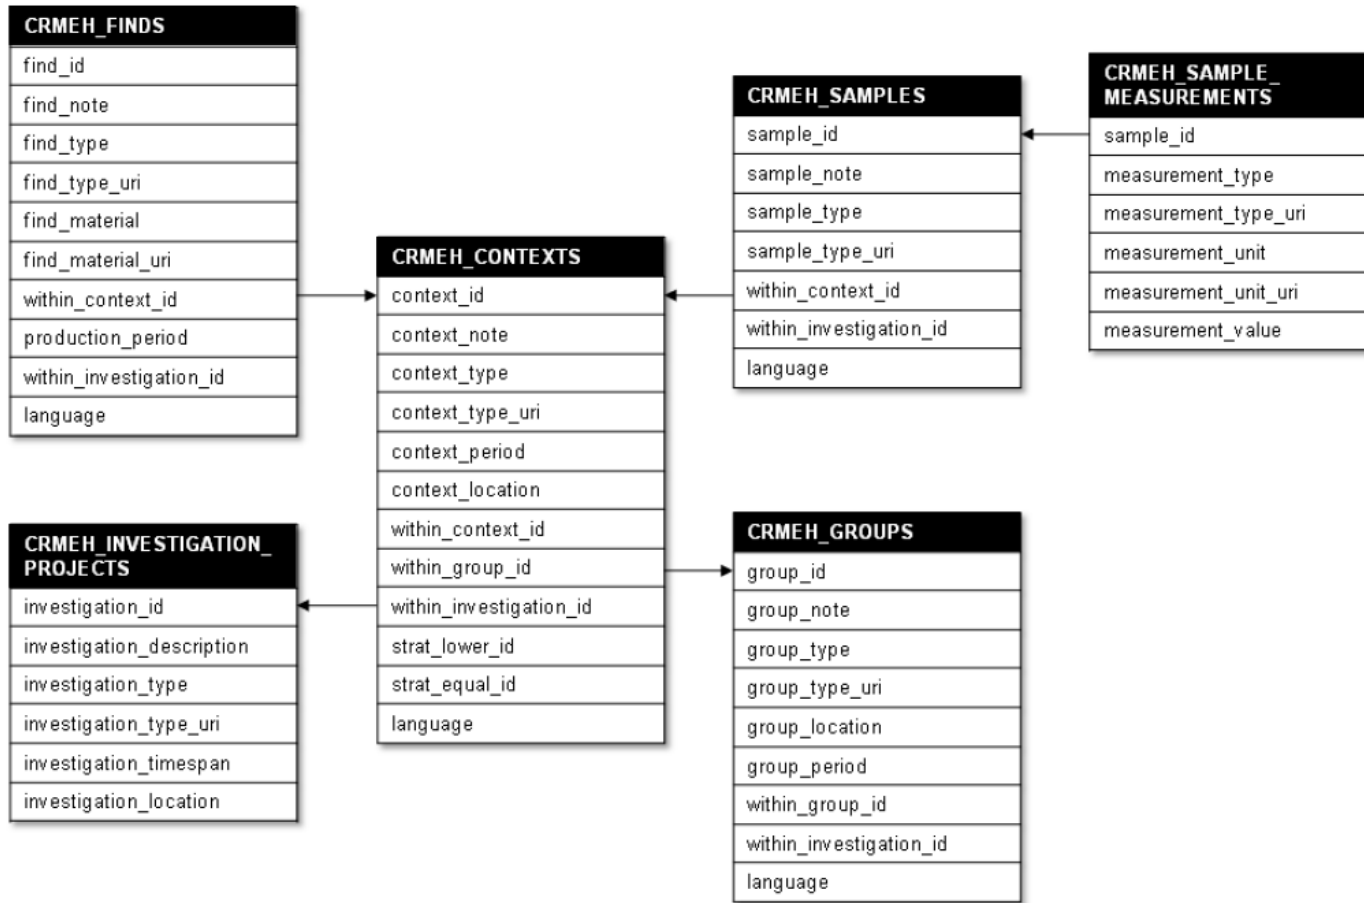 CRMEH_FINDS
find_id
find_note
find_type
find_type_uri
find_material
find_material_uri
within_context_id
production_period
within_investigation_id
language
CRMEH_INVESTIGATION_
PROJECTS
investigation_id
investigation_description
investigation_type
investigation_type_uri
investigation_timespan
investigation_location
CRMEH_CONTEXTS
context_id
context_note
context_type
context_type_uri
context_period
context_location
within_context_id
within_group_id
within_investigation_id
strat_lower_id
strat_equal_id
language
CRMEH_SAMPLES
sample_id
sample_note
sample_type
sample_type_uri
within_context_id
within_investigation_id
language
CRMEH_GROUPS
group_id
group_note
group_type
group_type_uri
group_location
group_period
within_group_id
within_investigation_id
language
CRMEH_SAMPLE_
MEASUREMENTS
sample_id
measurement_type
measurement_type_uri
measurement_unit
measurement_unit_uri
measurement_value